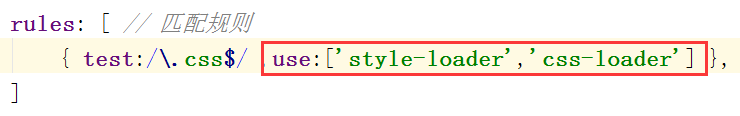 rules: [ // 匹配规则
{ test:/\.css$/ ,use:['style-loader','css-loader'] },
]